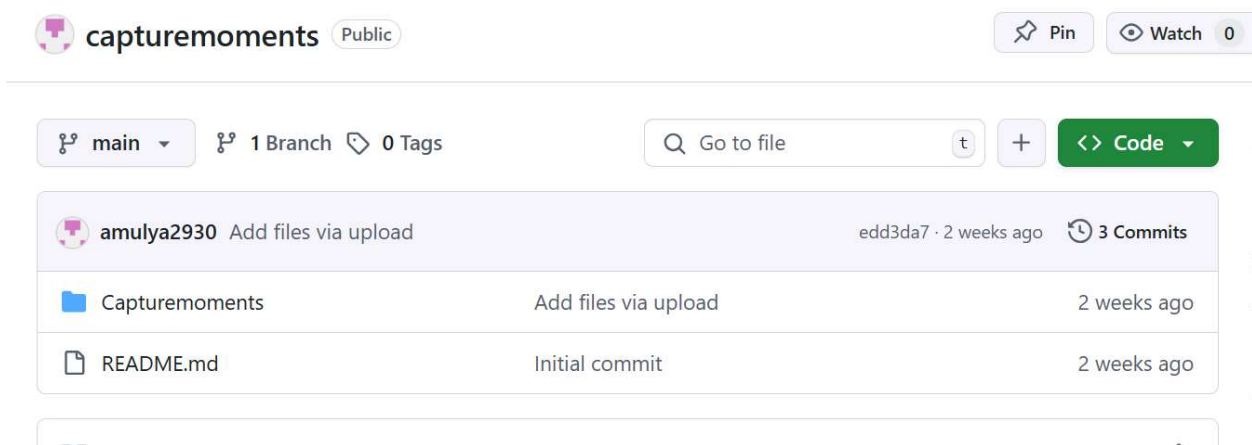 capturemoments Public Pin Watch 0
main 1 Branch 0 Tags Go to file t + <> Code
amulya2930 Add files via upload edd3da7 · 2 weeks ago 3 Commits
Capturemoments Add files via upload 2 weeks ago
README.md Initial commit 2 weeks ago